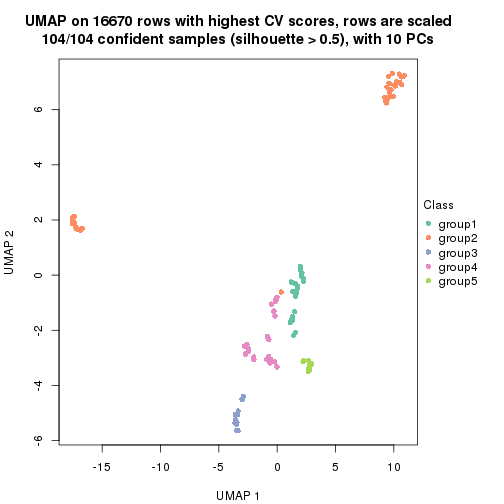 UMAP on 16670 rows with highest CV scores, rows are scaled
104/104 confident samples (silhouette > 0.5), with 10 PCs
6
4
2
0
-2
-4
-6
UMAP 2
-15
-10
-5
0
5
10
UMAP 1
Class
group1
group2
group3
group4
group5